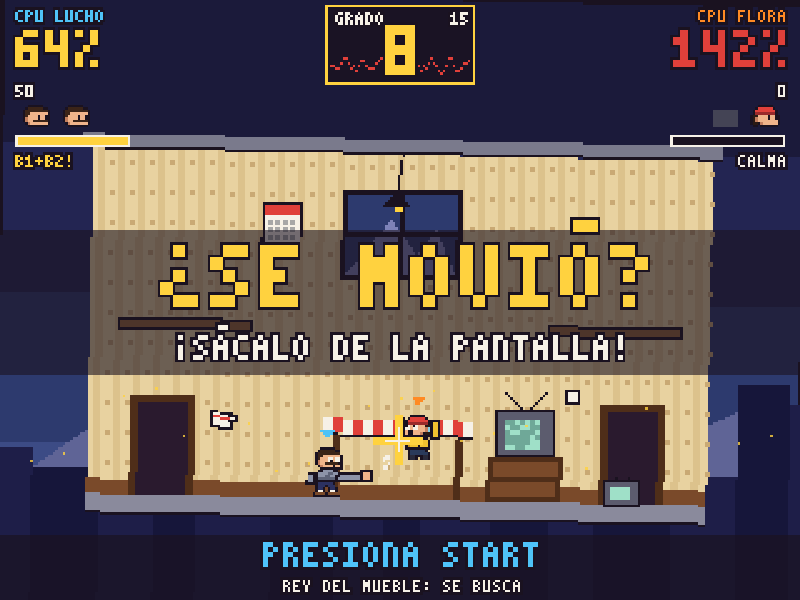 CPU LUCHO
64%
50
B1+B2!
GRADO 15
8
CPU FLORA
142%
0
CALMA
¿SE MOVIÓ?
¡SÁCALO DE LA PANTALLA!
PRESIONA START
REY DEL MUEBLE: SE BUSCA